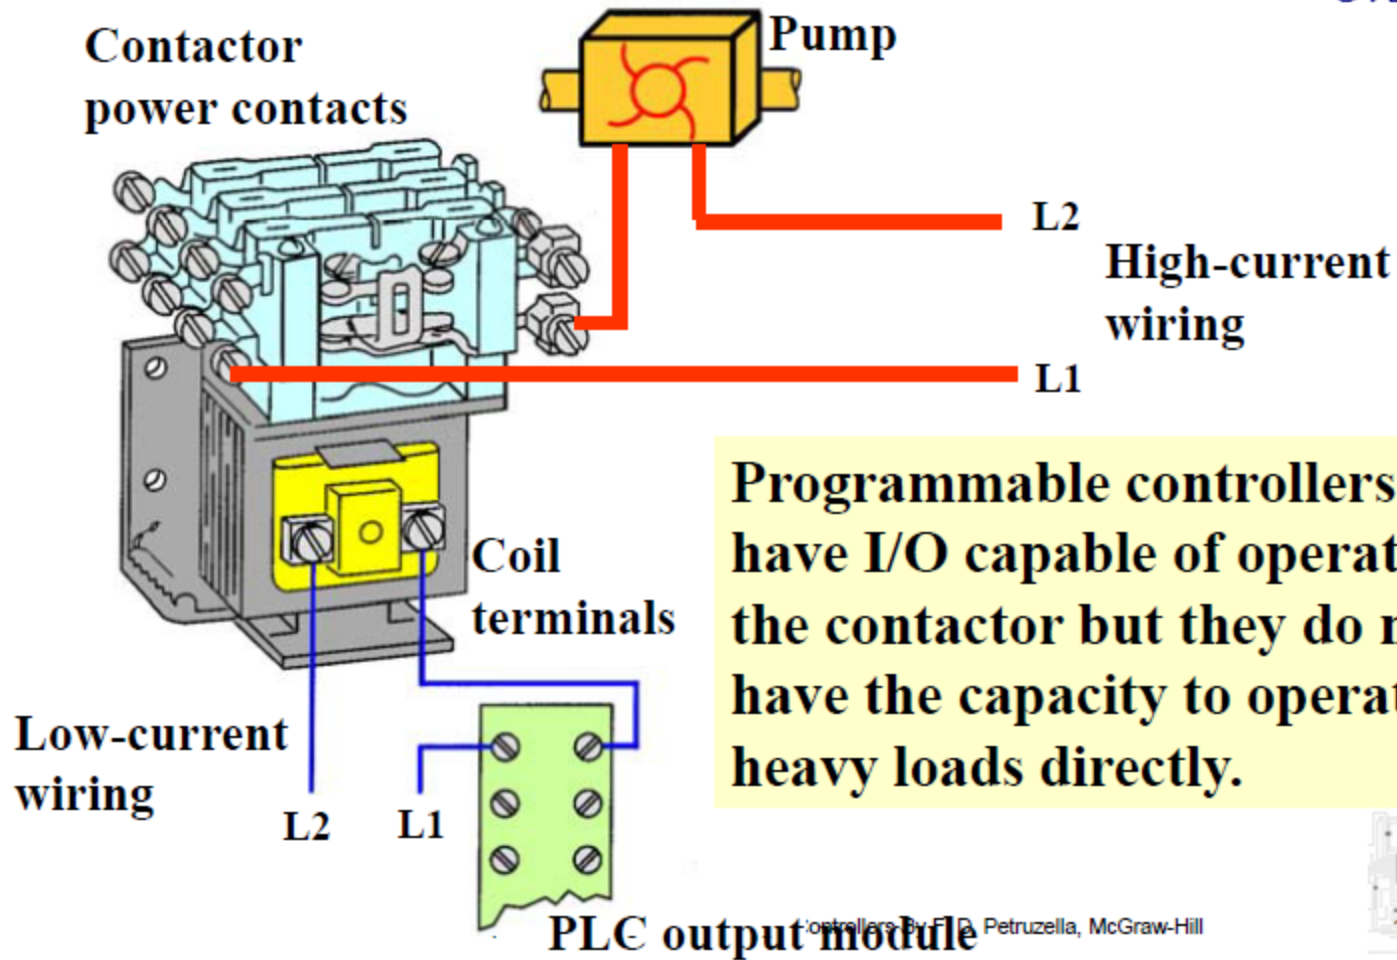 Contactor
power contacts
Pump
L2
High-current
wiring
L1
Programmable controllers
have I/O capable of
the contactor but they do
have the capacity to
heavy loads directly.
Coil
terminals
Low-current
wiring
L2
L1
PLC output module
By F. D. Petruzella, McGraw-Hill